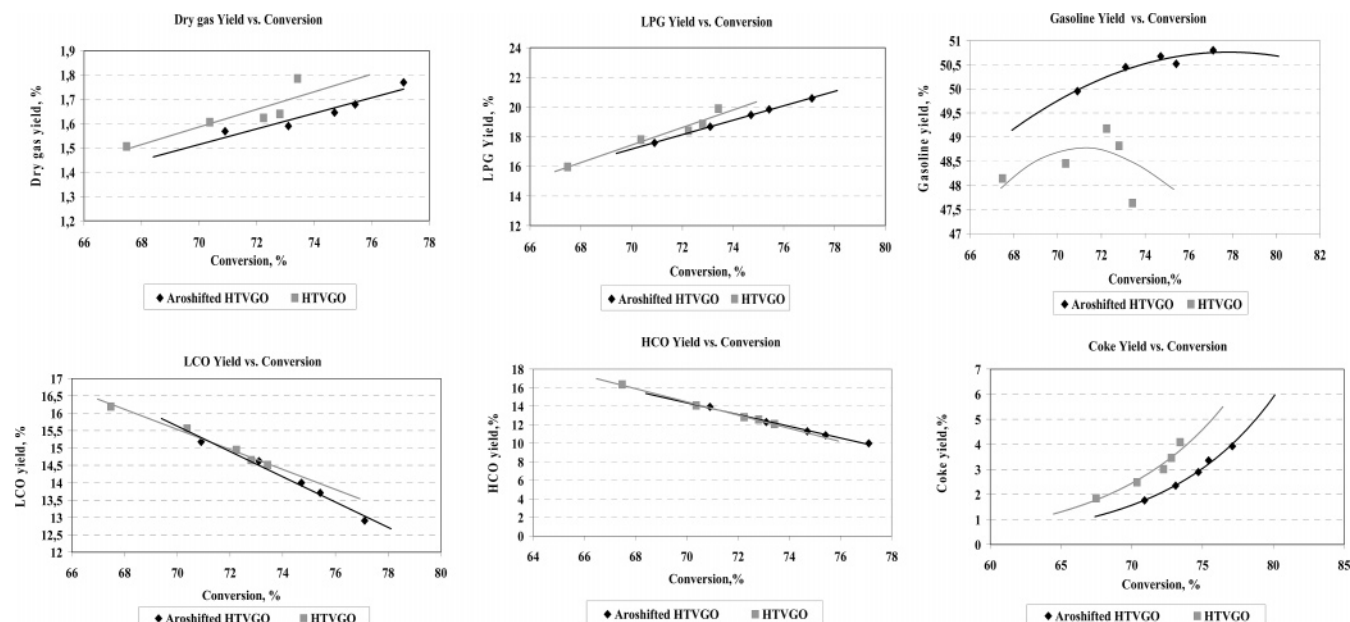 Dry gas Yield vs. Conversion
Dry gas yield, %
1,9
1,8
1,7
1,6
1,5
1,4
1,3
1,2
66 68 70 72 74 76 78
Conversion, %
Aroshifted HTVGO HTVGO
LPG Yield vs. Conversion
LPG Yield, %
24
22
20
18
16
14
12
66 68 70 72 74 76 78 80
Conversion, %
Aroshifted HTVGO HTVGO
Gasoline Yield vs. Conversion
Gasoline yield, %
51
50,5
50
49,5
49
48,5
48
47,5
47
66 68 70 72 74 76 78 80 82
Conversion,%
Aroshifted HTVGO HTVGO
LCO Yield vs. Conversion
LCO yield, %
17
16,5
16
15,5
15
14,5
14
13,5
13
12,5
12
66 68 70 72 74 76 78 80
Conversion, %
Aroshifted HTVGO HTVGO
HCO Yield vs. Conversion
HCO yield, %
18
16
14
12
10
8
6
4
2
0
64 66 68 70 72 74 76 78
Conversion,%
Aroshifted HTVGO HTVGO
Coke Yield vs. Conversion
Coke yield, %
7
6
5
4
3
2
1
0
60 65 70 75 80 85
Conversion, %
Aroshifted HTVGO HTVGO